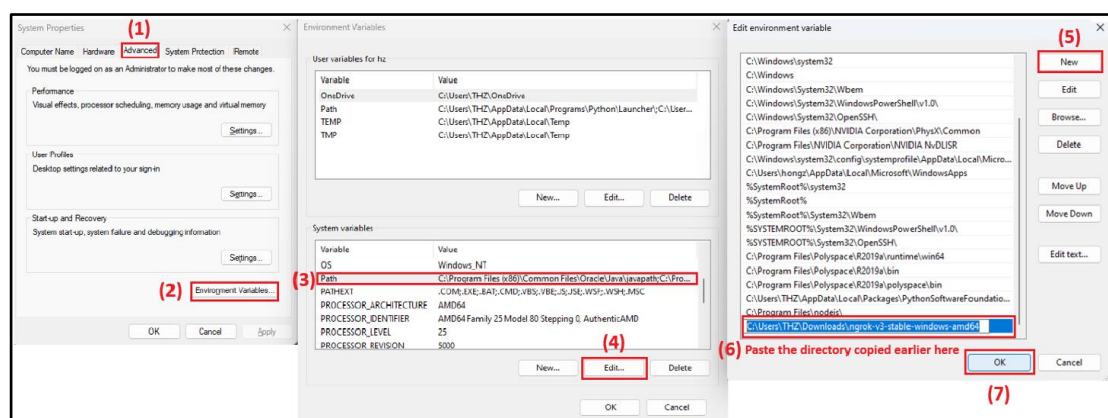 System Properties
(1)
Computer Name Hardware Advanced System Protection Remote
You must be logged on as an Administrator to make most of these changes.
Performance
Visual effects, processor scheduling, memory usage and virtual memory
Settings...
User Profiles
Desktop settings related to your sign-in
Settings...
Start-up and Recovery
System start-up, system failure and debugging information
Settings...
(2) Environment Variables...
OK Cancel Apply
Environment Variables
User variables for hz
Variable Value
OneDrive C:\Users\THZ\OneDrive
Path C:\Users\THZ\AppData\Local\Programs\Python\Launcher\;C:\User...
TEMP C:\Users\THZ\AppData\Local\Temp
TMP C:\Users\THZ\AppData\Local\Temp
New... Edit... Delete
System variables
Variable Value
OS Windows_NT
(3) Path C:\Program Files (x86)\Common Files\Oracle\Java\javapath;C:\Pro...
PATHEXT .COM;.EXE;.BAT;.CMD;.VBS;.VBE;.JS;.JSE;.WSF;.WSH;.MSC
PROCESSOR_ARCHITECTURE AMD64
PROCESSOR_IDENTIFIER AMD64 Family 25 Model 80 Stepping 0, AuthenticAMD
PROCESSOR_LEVEL 25
PROCESSOR_REVISION 5000
(4)
New... Edit... Delete
OK Cancel
Edit environment variable
(5)
C:\Windows\system32
C:\Windows
C:\Windows\System32\Wbem
C:\Windows\System32\WindowsPowerShell\v1.0\
C:\Windows\System32\OpenSSH\
C:\Program Files (x86)\NVIDIA Corporation\PhysX\Common
C:\Program Files\NVIDIA Corporation\NVIDIA NvDLISR
C:\Windows\system32\config\systemprofile\AppData\Local\Micro...
C:\Users\hongz\AppData\Local\Microsoft\WindowsApps
%SystemRoot%\system32
%SystemRoot%
%SystemRoot%\System32\Wbem
%SYSTEMROOT%\System32\WindowsPowerShell\v1.0\
%SYSTEMROOT%\System32\OpenSSH\
C:\Program Files\Polyspace\R2019a\runtime\win64
C:\Program Files\Polyspace\R2019a\bin
C:\Program Files\Polyspace\R2019a\polyspace\bin
C:\Users\THZ\AppData\Local\Packages\PythonSoftwareFoundatio...
C:\Program Files\nodejs\
C:\Users\THZ\Downloads\ngrok-v3-stable-windows-amd64
New
Edit
Browse...
Delete
Move Up
Move Down
Edit text...
(6) Paste the directory copied earlier here
OK Cancel
(7)